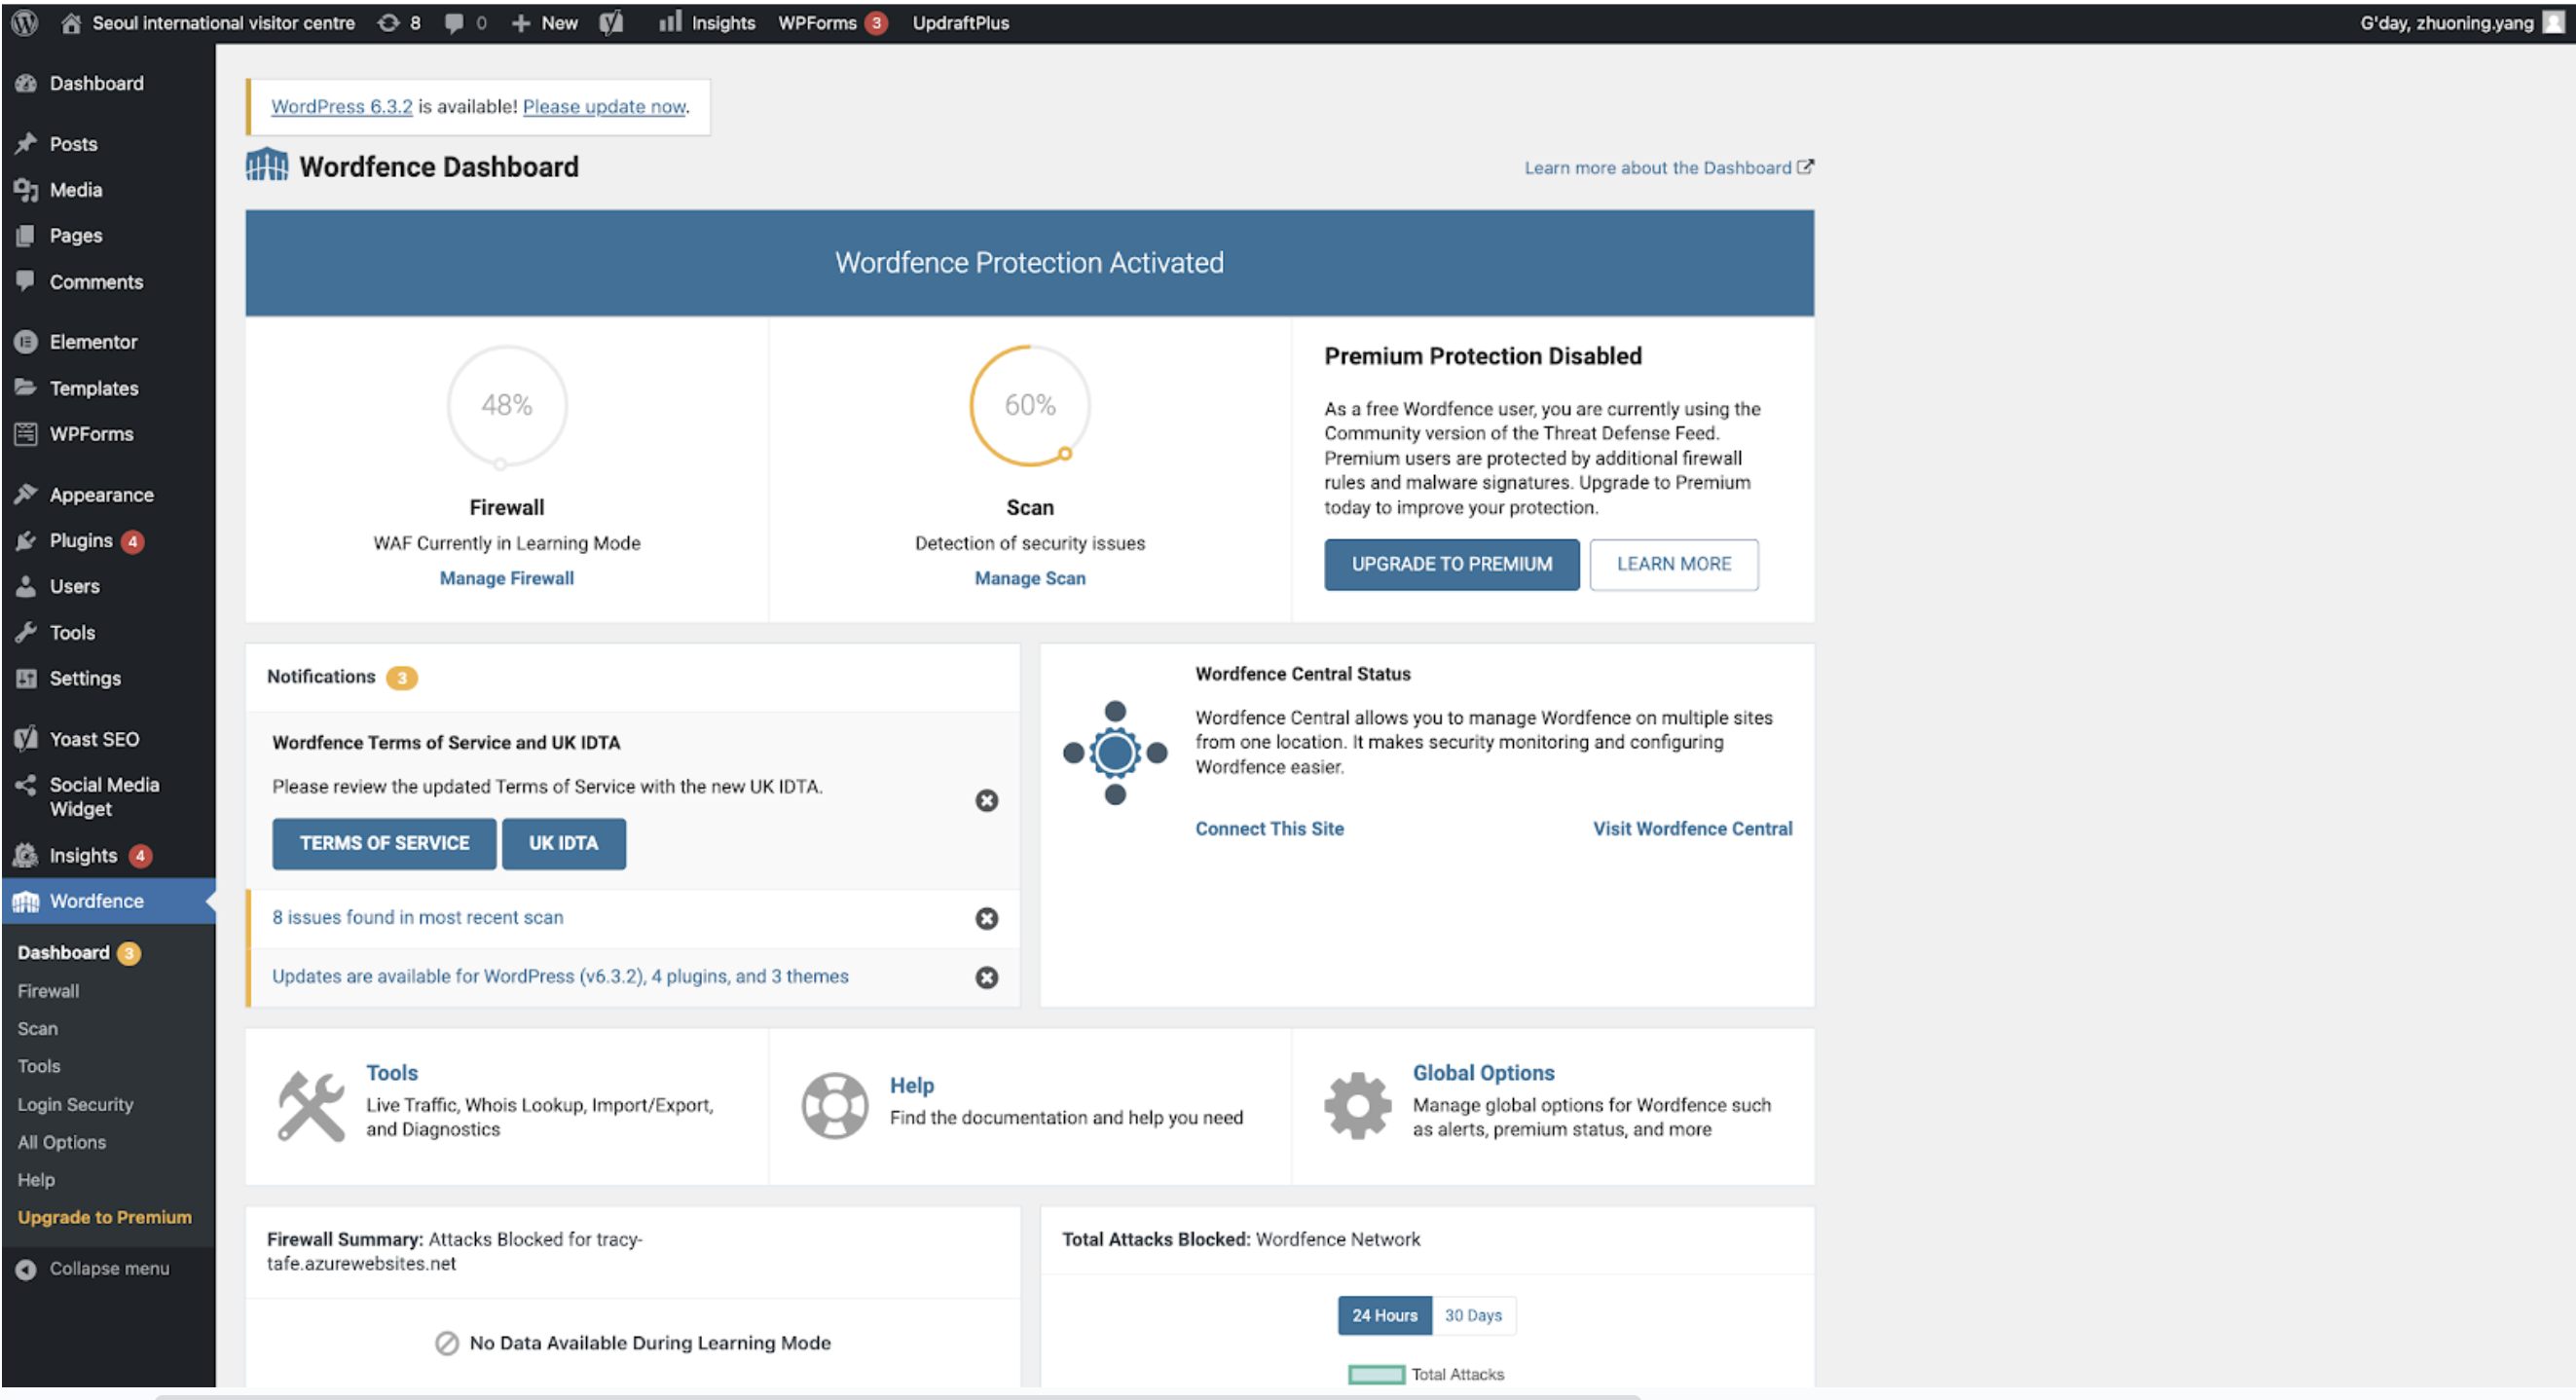 Seoul international visitor centre 8 0 New Insights WPForms 3 UpdraftPlus G'day, zhuoning.yang
Dashboard
Posts
Media
Pages
Comments
Elementor
Templates
WPForms
Appearance
Plugins 4
Users
Tools
Settings
Yoast SEO
Social Media
Widget
Insights 4
Wordfence
Dashboard 3
Firewall
Scan
Tools
Login Security
All Options
Help
Upgrade to Premium
Collapse menu
WordPress 6.3.2 is available! Please update now.
Wordfence Dashboard
Learn more about the Dashboard
Wordfence Protection Activated
48%
Firewall
WAF Currently in Learning Mode
Manage Firewall
60%
Scan
Detection of security issues
Manage Scan
Premium Protection Disabled
As a free Wordfence user, you are currently using the
Community version of the Threat Defense Feed.
Premium users are protected by additional firewall
rules and malware signatures. Upgrade to Premium
today to improve your protection.
UPGRADE TO PREMIUM LEARN MORE
Notifications 3
Wordfence Terms of Service and UK IDTA
Please review the updated Terms of Service with the new UK IDTA.
TERMS OF SERVICE UK IDTA
8 issues found in most recent scan
Updates are available for WordPress (v6.3.2), 4 plugins, and 3 themes
Wordfence Central Status
Wordfence Central allows you to manage Wordfence on multiple sites
from one location. It makes security monitoring and configuring
Wordfence easier.
Connect This Site Visit Wordfence Central
Tools
Live Traffic, Whois Lookup, Import/Export,
and Diagnostics
Help
Find the documentation and help you need
Global Options
Manage global options for Wordfence such
as alerts, premium status, and more
Firewall Summary: Attacks Blocked for tracy-
tafe.azurewebsites.net
No Data Available During Learning Mode
Total Attacks Blocked: Wordfence Network
24 Hours 30 Days
Total Attacks